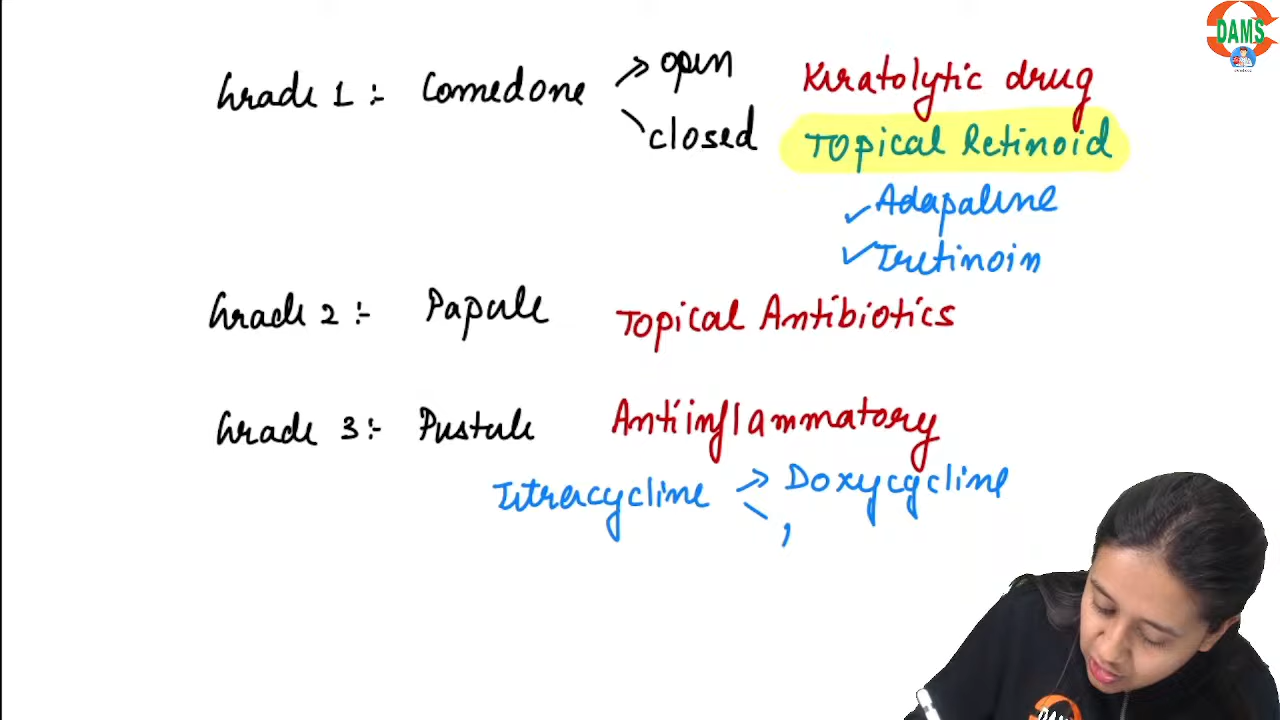 DAMS
Grade 1 :- Comedone → open
closed
Keratolytic drug
Topical Retinoid
✓ Adapalene
✓ Tretinoin
Grade 2 :- Papule Topical Antibiotics
Grade 3 :- Pustule Antiinflammatory
Tetracycline → Doxycycline
DAMS